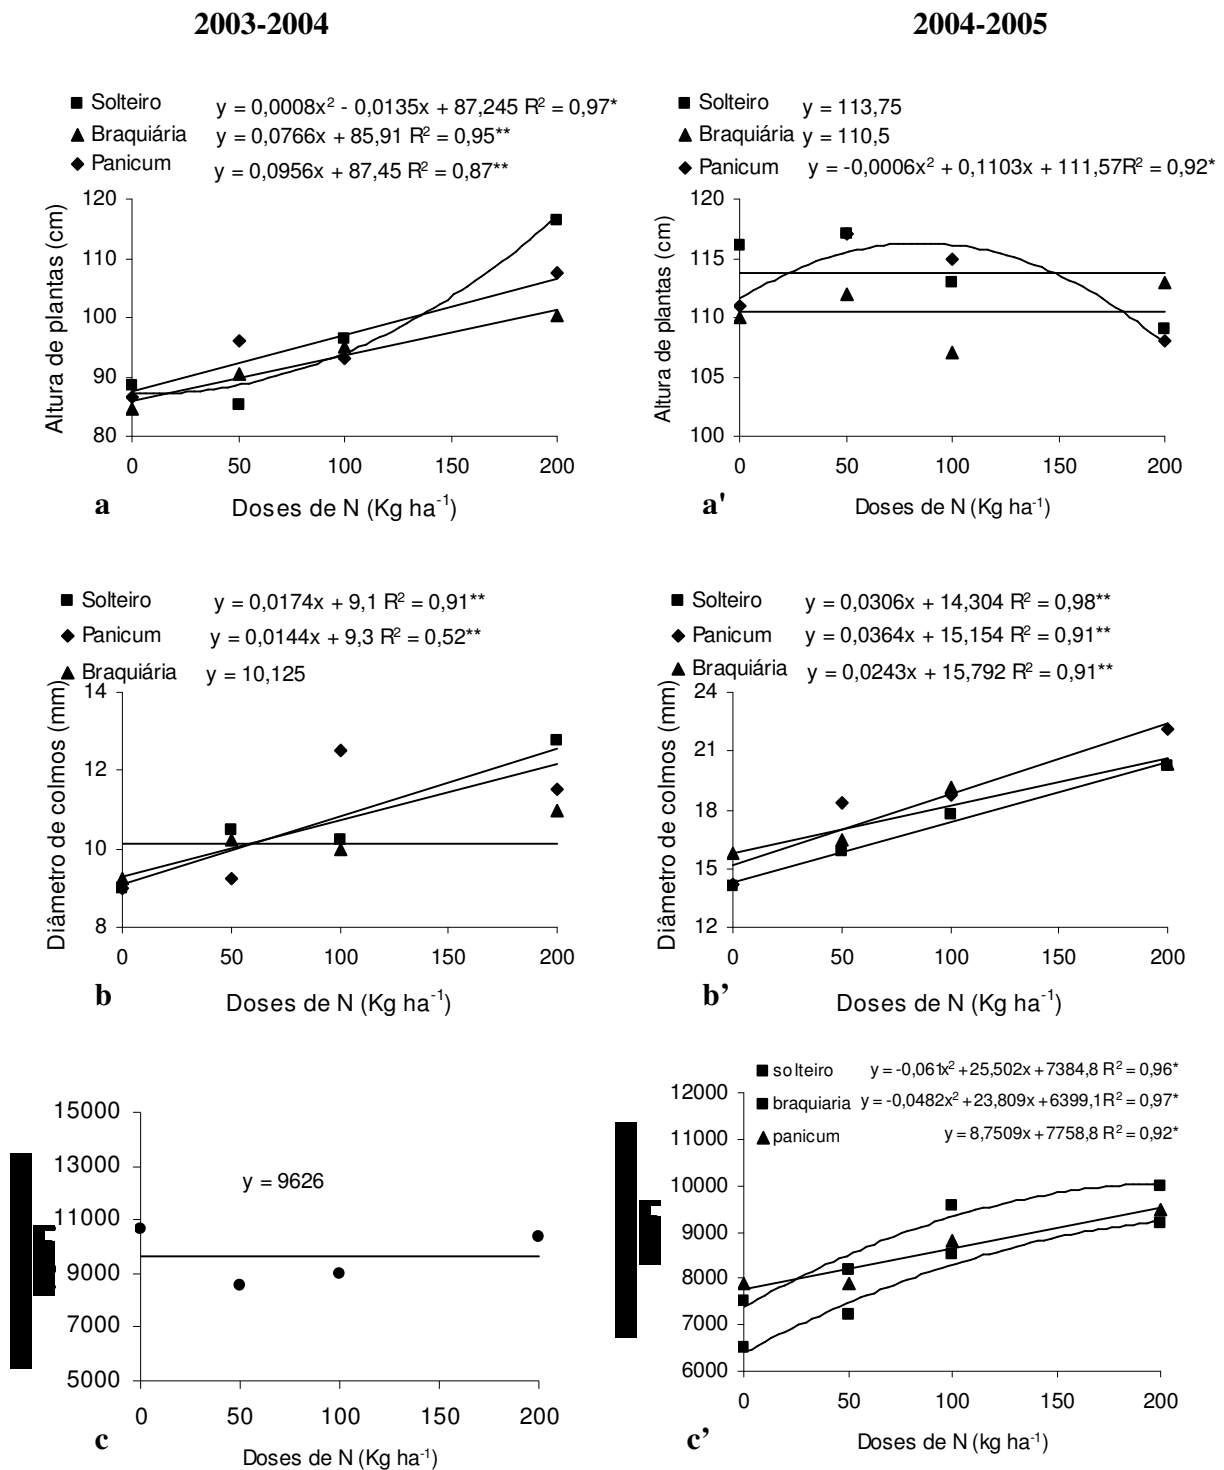 2003-2004
2004-2005
Solteiro y = 0,0008x² - 0,0135x + 87,245 R² = 0,97*
Braquiária y = 0,0766x + 85,91 R² = 0,95**
Panicum y = 0,0956x + 87,45 R² = 0,87**
Altura de plantas (cm)
120
110
100
90
80
0 50 100 150 200
a Doses de N (Kg ha⁻¹)
Solteiro y = 113,75
Braquiária y = 110,5
Panicum y = -0,0006x² + 0,1103x + 111,57R² = 0,92*
Altura de plantas (cm)
120
115
110
105
100
0 50 100 150 200
a' Doses de N (Kg ha⁻¹)
Solteiro y = 0,0174x + 9,1 R² = 0,91**
Panicum y = 0,0144x + 9,3 R² = 0,52**
Braquiária y = 10,125
Diâmetro de colmos (mm)
14
12
10
8
0 50 100 150 200
b Doses de N (Kg ha⁻¹)
Solteiro y = 0,0306x + 14,304 R² = 0,98**
Panicum y = 0,0364x + 15,154 R² = 0,91**
Braquiária y = 0,0243x + 15,792 R² = 0,91**
Diâmetro de colmos (mm)
24
21
18
15
12
0 50 100 150 200
b’ Doses de N (Kg ha⁻¹)
15000
13000
11000
9000
7000
5000
y = 9626
0 50 100 150 200
c Doses de N (Kg ha⁻¹)
solteiro y = -0,061x² + 25,502x + 7384,8 R² = 0,96*
braquiaria y = -0,0482x² + 23,809x + 6399,1R² = 0,97*
panicum y = 8,7509x + 7758,8 R² = 0,92*
12000
11000
10000
9000
8000
7000
6000
0 50 100 150 200
c’ Doses de N (kg ha⁻¹)